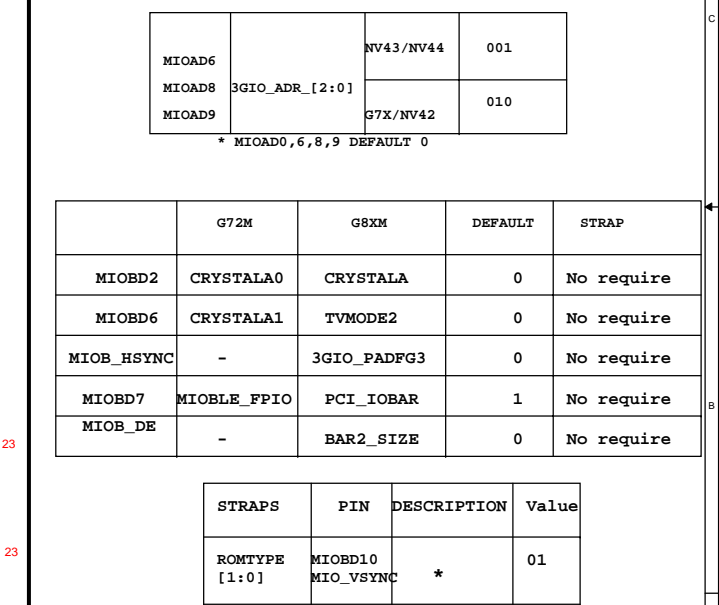 C
NV43/NV44 001
MIOAD6
MIOAD8 3GIO_ADR_[2:0]
010
MIOAD9 G7X/NV42
* MIOAD0,6,8,9 DEFAULT 0
G72M G8XM DEFAULT STRAP
MIOBD2 CRYSTALA0 CRYSTALA 0 No require
MIOBD6 CRYSTALA1 TVMODE2 0 No require
MIOB_HSYNC - 3GIO_PADFG3 0 No require
MIOBD7 MIOBLE_FPIO PCI_IOBAR 1 No require
B
MIOB_DE - BAR2_SIZE 0 No require
23
STRAPS PIN DESCRIPTION Value
23
ROMTYPE MIOBD10 01
[1:0] MIO_VSYNC *